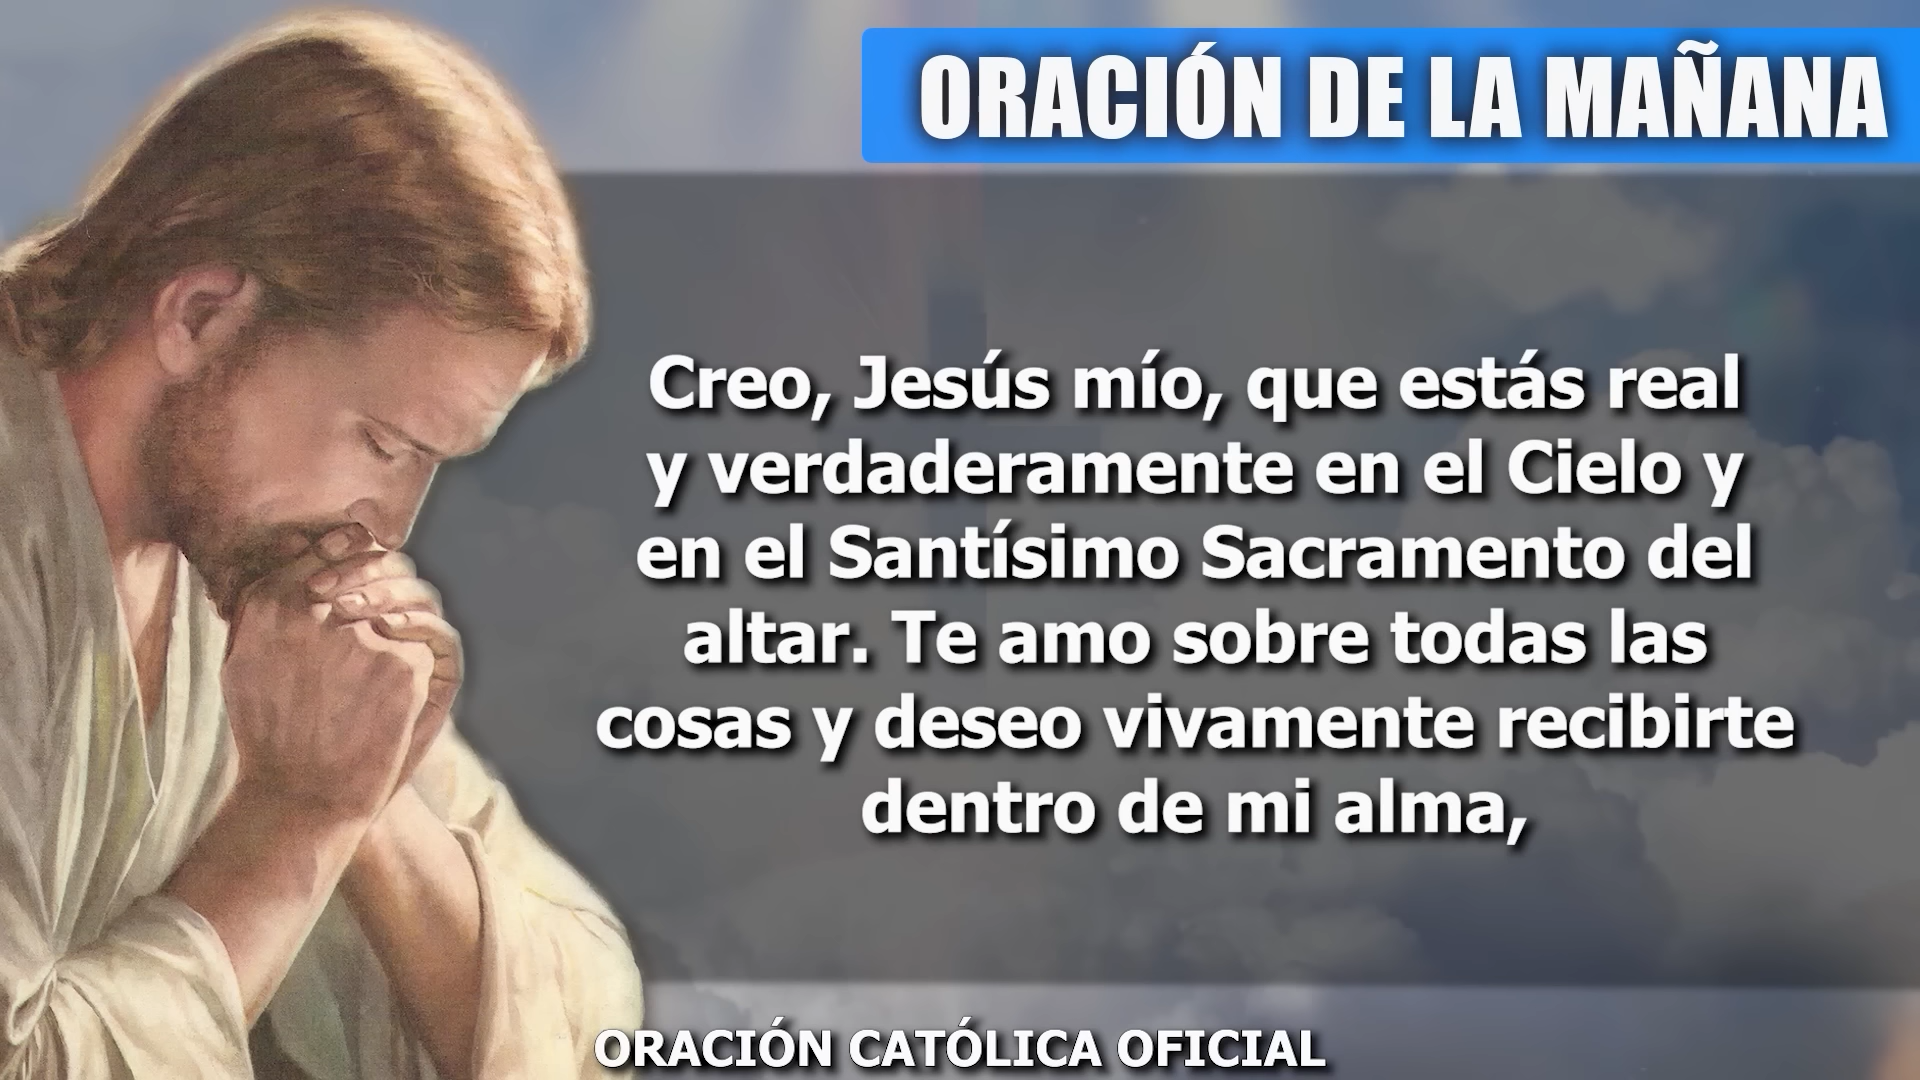 ORACIÓN DE LA MAÑANA
Creo, Jesús mío, que estás real
y verdaderamente en el Cielo y
en el Santísimo Sacramento del
altar. Te amo sobre todas las
cosas y deseo vivamente recibirte
dentro de mi alma,
ORACIÓN CATÓLICA OFICIAL